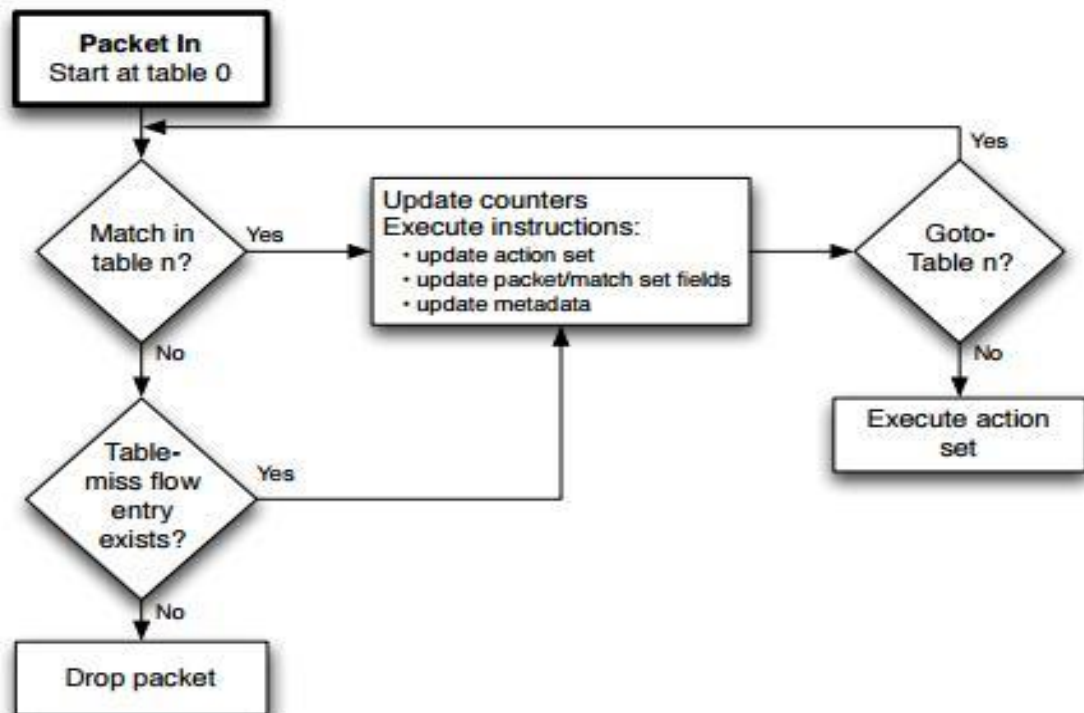 Packet In
Start at table 0
Yes
Match in
table n?
Yes
Update counters
Execute instructions:
• update action set
• update packet/match set fields
• update metadata
Goto-
Table n?
No
No
Execute action
set
Table-
miss flow
entry
exists?
Yes
No
Drop packet